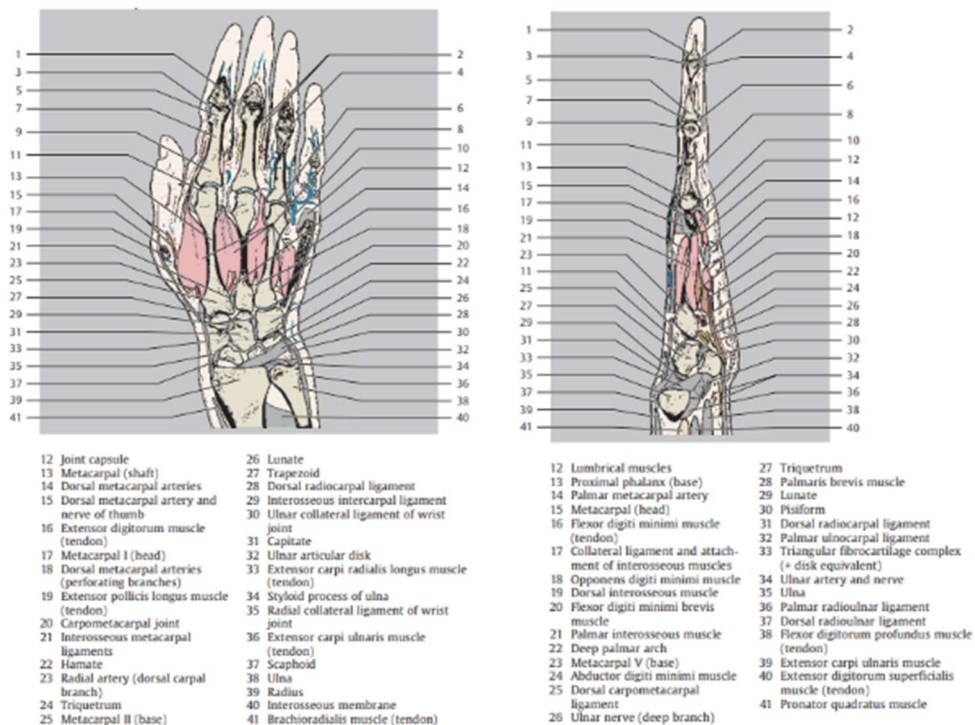 1
3
5
7
9
11
13
15
17
19
21
23
25
27
29
31
33
35
37
39
41
2
4
6
8
10
12
14
16
18
20
22
24
26
28
30
32
34
36
38
40
12 Joint capsule
13 Metacarpal (shaft)
14 Dorsal metacarpal arteries
15 Dorsal metacarpal artery and
nerve of thumb
16 Extensor digitorum muscle
(tendon)
17 Metacarpal I (head)
18 Dorsal metacarpal arteries
(perforating branches)
19 Extensor pollicis longus muscle
(tendon)
20 Carpometacarpal joint
21 Interosseous metacarpal
ligaments
22 Hamate
23 Radial artery (dorsal carpal
branch)
24 Triquetrum
25 Metacarpal II (base)
26 Lunate
27 Trapezoid
28 Dorsal radiocarpal ligament
29 Interosseous intercarpal ligament
30 Ulnar collateral ligament of wrist
joint
31 Capitate
32 Ulnar articular disk
33 Extensor carpi radialis longus muscle
(tendon)
34 Styloid process of ulna
35 Radial collateral ligament of wrist
joint
36 Extensor carpi ulnaris muscle
(tendon)
37 Scaphoid
38 Ulna
39 Radius
40 Interosseous membrane
41 Brachioradialis muscle (tendon)
1
3
5
7
9
11
13
15
17
19
21
23
11
25
27
29
31
33
35
37
39
41
2
4
6
8
10
12
14
16
12
18
20
22
24
26
28
30
32
34
36
38
40
12 Lumbrical muscles
13 Proximal phalanx (base)
14 Palmar metacarpal artery
15 Metacarpal (head)
16 Flexor digiti minimi muscle
(tendon)
17 Collateral ligament and attach-
ment of interosseous muscles
18 Opponens digiti minimi muscle
19 Dorsal interosseous muscle
20 Flexor digiti minimi brevis
muscle
21 Palmar interosseous muscle
22 Deep palmar arch
23 Metacarpal V (base)
24 Abductor digiti minimi muscle
25 Dorsal carpometacarpal
ligament
26 Ulnar nerve (deep branch)
27 Triquetrum
28 Palmaris brevis muscle
29 Lunate
30 Pisiform
31 Dorsal radiocarpal ligament
32 Palmar ulnocarpal ligament
33 Triangular fibrocartilage complex
(+ disk equivalent)
34 Ulnar artery and nerve
35 Ulna
36 Palmar radioulnar ligament
37 Dorsal radioulnar ligament
38 Flexor digitorum profundus muscle
(tendon)
39 Extensor carpi ulnaris muscle
40 Extensor digitorum superficialis
muscle (tendon)
41 Pronator quadratus muscle